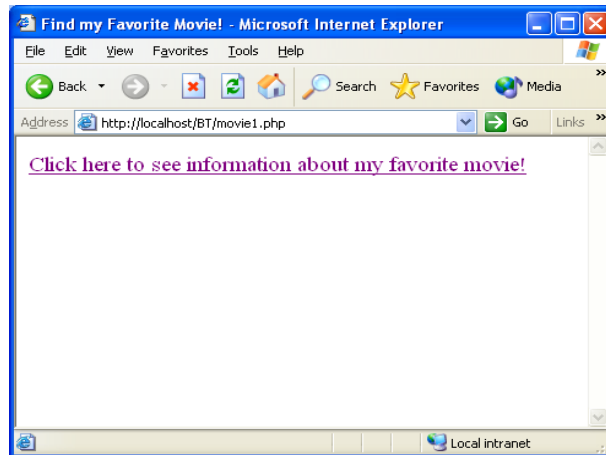 Find my Favorite Movie! - Microsoft Internet Explorer
File Edit View Favorites Tools Help
Back Search Favorites Media »
Address http://localhost/BT/movie1.php Go Links »
Click here to see information about my favorite movie!
Local intranet